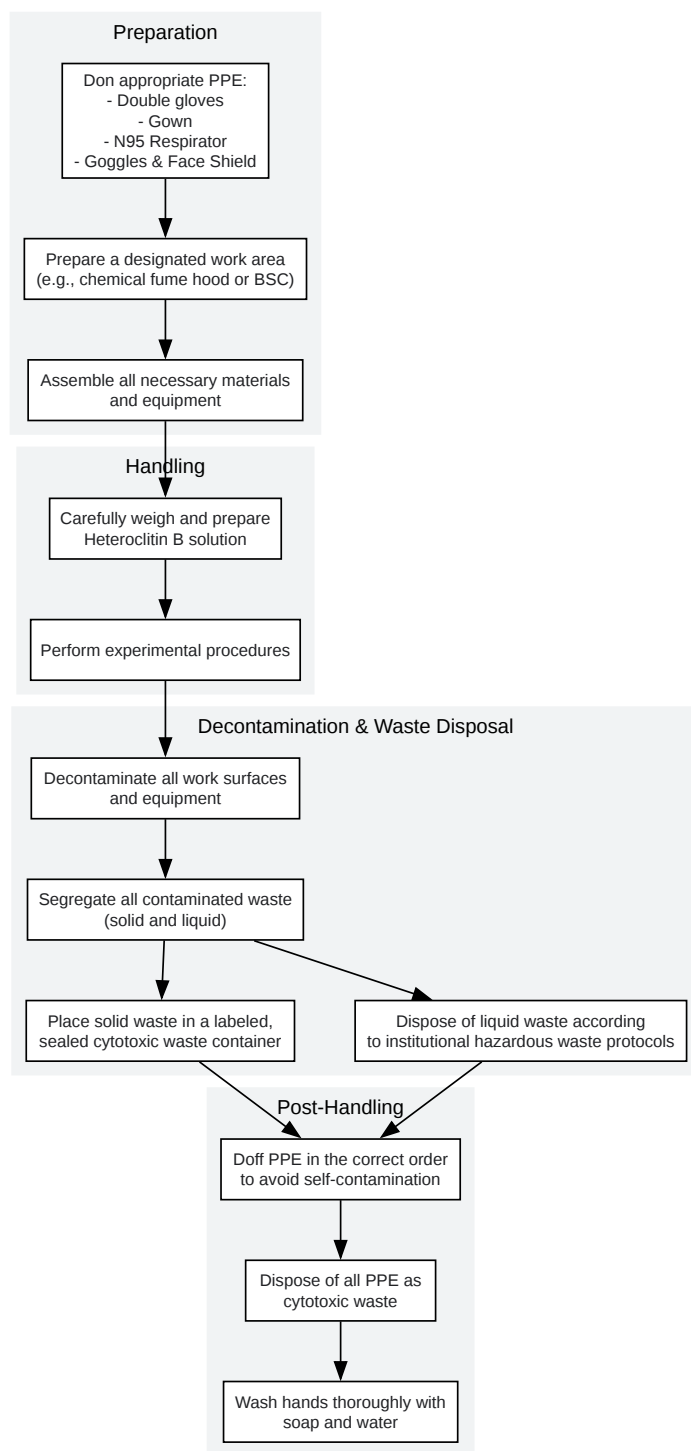 Preparation
Don appropriate PPE:
- Double gloves
- Gown
- N95 Respirator
- Goggles & Face Shield
Prepare a designated work area
(e.g., chemical fume hood or BSC)
Assemble all necessary materials
and equipment
Handling
Carefully weigh and prepare
Heteroclitin B solution
Perform experimental procedures
Decontamination & Waste Disposal
Decontaminate all work surfaces
and equipment
Segregate all contaminated waste
(solid and liquid)
Place solid waste in a labeled,
sealed cytotoxic waste container
Dispose of liquid waste according
to institutional hazardous waste protocols
Post-Handling
Doff PPE in the correct order
to avoid self-contamination
Dispose of all PPE as
cytotoxic waste
Wash hands thoroughly with
soap and water